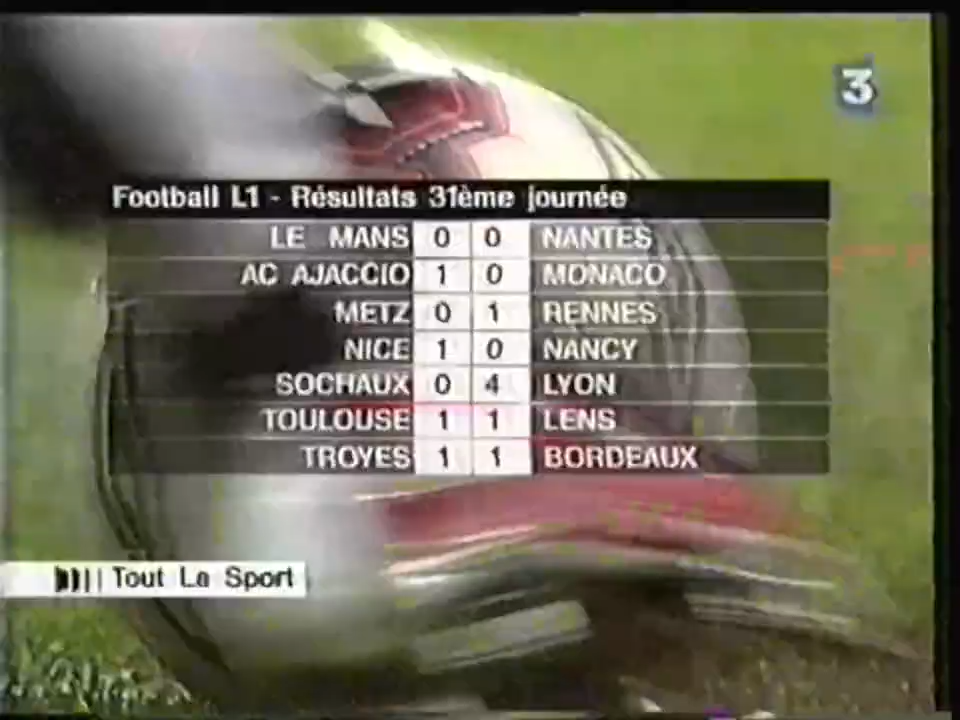 3
Football L1 - Résultats 31ème journée
LE MANS 0 0 NANTES
AC AJACCIO 1 0 MONACO
METZ 0 1 RENNES
NICE 1 0 NANCY
SOCHAUX 0 4 LYON
TOULOUSE 1 1 LENS
TROYES 1 1 BORDEAUX
Tout Le Sport